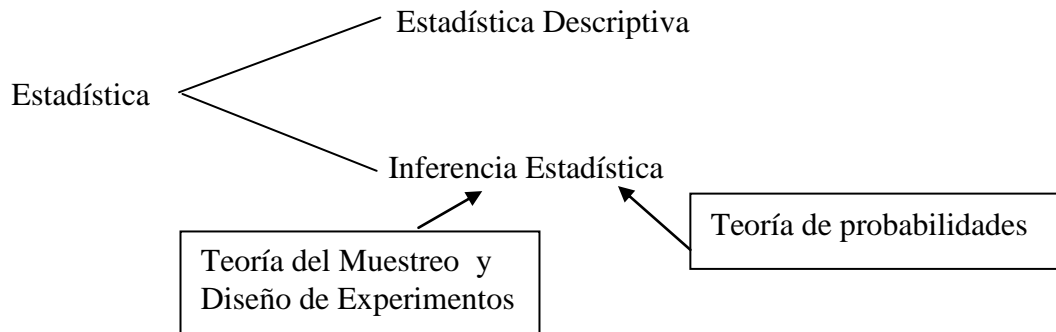 Estadística Descriptiva
Estadística
Inferencia Estadística
Teoría de probabilidades
Teoría del Muestreo y
Diseño de Experimentos